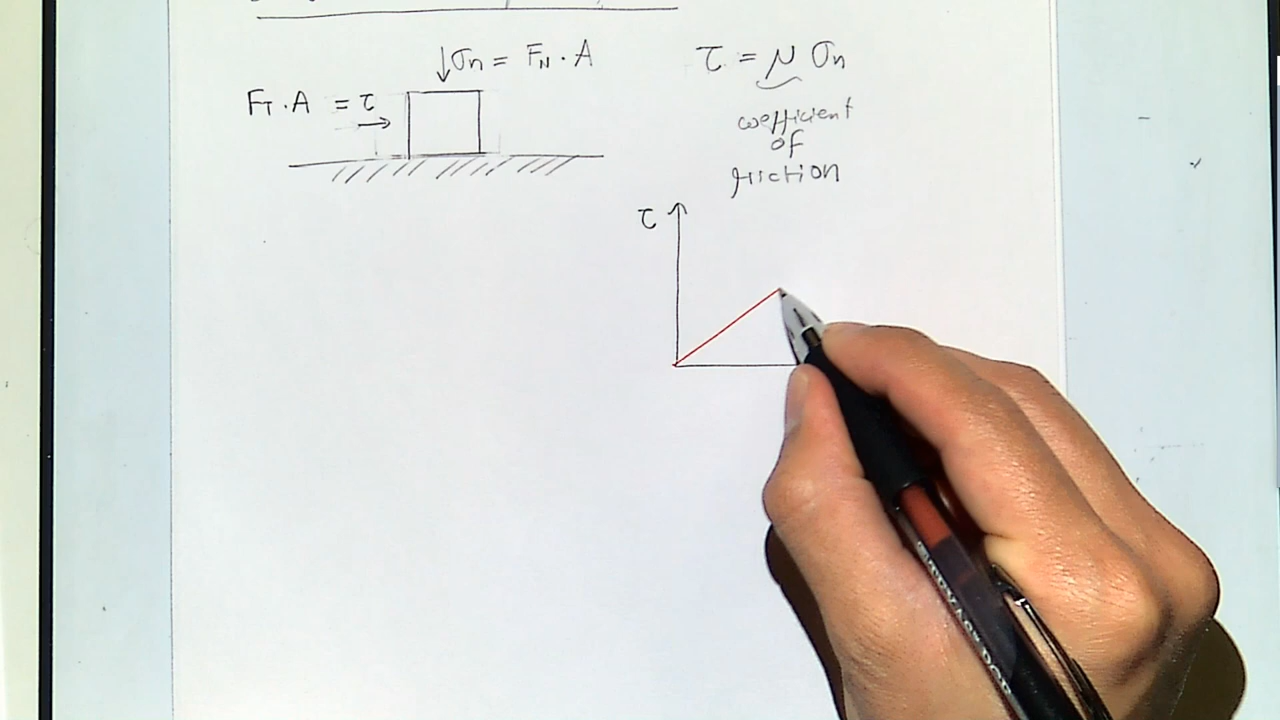 ↓σn = FN · A
FT · A = τ
→
τ = μ σn
coefficient
of
friction
τ